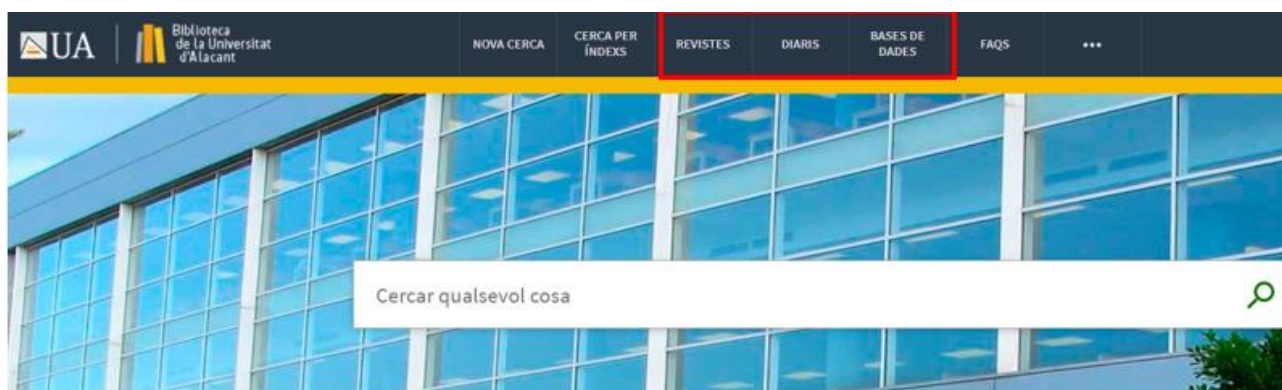 UA
Biblioteca
de la Universitat
d'Alacant
NOVA CERCA
CERCA PER
ÍNDEXS
REVISTES
DIARIS
BASES DE
DADES
FAQS
•••
Cercar qualsevol cosa